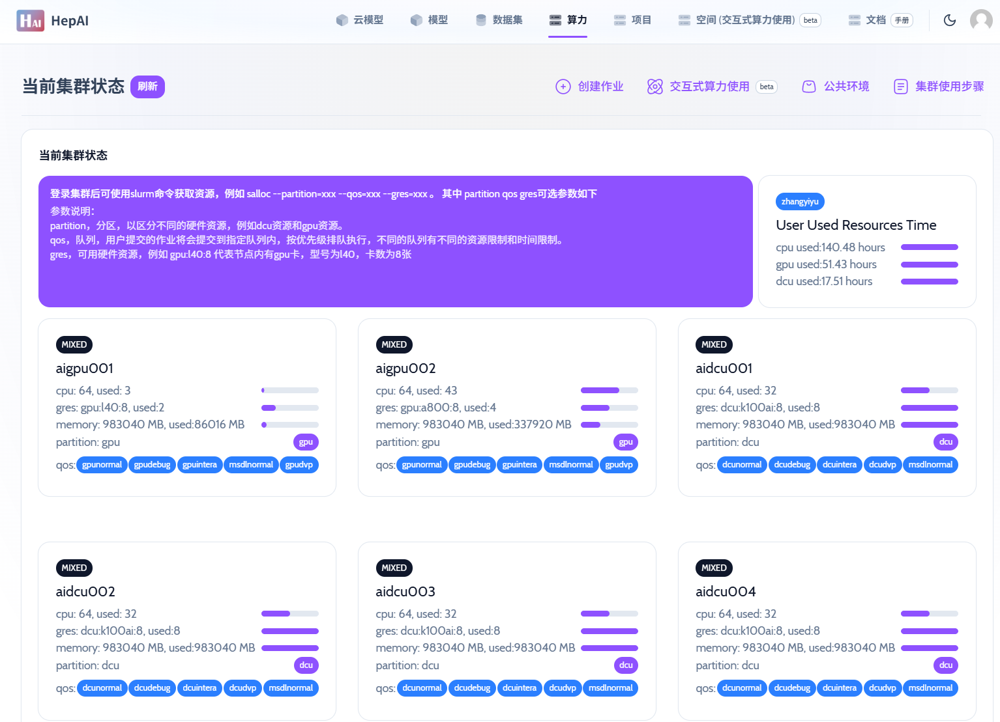 HAI HepAI
云模型
模型
数据集
算力
项目
空间 (交互式算力使用) beta
文档 手册
当前集群状态 刷新
创建作业
交互式算力使用 beta
公共环境
集群使用步骤
当前集群状态
登录集群后可使用slurm命令获取资源，例如 salloc --partition=xxx --qos=xxx --gres=xxx 。 其中 partition qos gres可选参数如下
参数说明：
partition，分区，以区分不同的硬件资源，例如dcu资源和gpu资源。
qos，队列，用户提交的作业将会提交到指定队列内，按优先级排队执行，不同的队列有不同的资源限制和时间限制。
gres，可用硬件资源，例如 gpu:l40:8 代表节点内有gpu卡，型号为l40，卡数为8张
zhangyiyu
User Used Resources Time
cpu used:140.48 hours
gpu used:51.43 hours
dcu used:17.51 hours
MIXED
aigpu001
cpu: 64, used: 3
gres: gpu:l40:8, used:2
memory: 983040 MB, used:86016 MB
partition: gpu gpu
qos: gpunormal gpudebug gpuintera msdlnormal gpudvp
MIXED
aigpu002
cpu: 64, used: 43
gres: gpu:a800:8, used:4
memory: 983040 MB, used:337920 MB
partition: gpu gpu
qos: gpunormal gpudebug gpuintera msdlnormal gpudvp
MIXED
aidcu001
cpu: 64, used: 32
gres: dcu:k100ai:8, used:8
memory: 983040 MB, used:983040 MB
partition: dcu dcu
qos: dcunormal dcudebug dcuintera dcudvp msdlnormal
MIXED
aidcu002
cpu: 64, used: 32
gres: dcu:k100ai:8, used:8
memory: 983040 MB, used:983040 MB
partition: dcu dcu
qos: dcunormal dcudebug dcuintera dcudvp msdlnormal
MIXED
aidcu003
cpu: 64, used: 32
gres: dcu:k100ai:8, used:8
memory: 983040 MB, used:983040 MB
partition: dcu dcu
qos: dcunormal dcudebug dcuintera dcudvp msdlnormal
MIXED
aidcu004
cpu: 64, used: 32
gres: dcu:k100ai:8, used:8
memory: 983040 MB, used:983040 MB
partition: dcu dcu
qos: dcunormal dcudebug dcuintera dcudvp msdlnormal